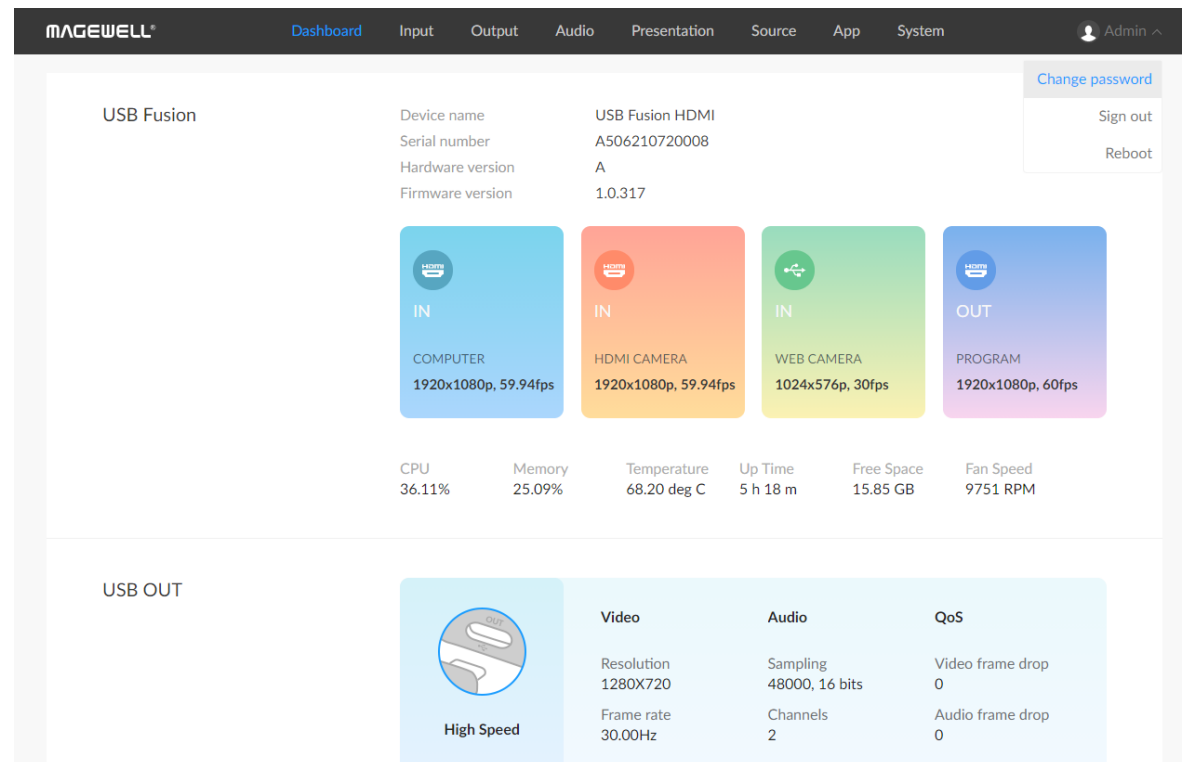 MAGEWELL®
Dashboard Input Output Audio Presentation Source App System Admin
Change password
Sign out
Reboot
USB Fusion
Device name USB Fusion HDMI
Serial number A506210720008
Hardware version A
Firmware version 1.0.317
HDMI HDMI HDMI
IN IN IN OUT
COMPUTER HDMI CAMERA WEB CAMERA PROGRAM
1920x1080p, 59.94fps 1920x1080p, 59.94fps 1024x576p, 30fps 1920x1080p, 60fps
CPU Memory Temperature Up Time Free Space Fan Speed
36.11% 25.09% 68.20 deg C 5 h 18 m 15.85 GB 9751 RPM
USB OUT
OUT
High Speed
Video Audio QoS
Resolution Sampling Video frame drop
1280X720 48000, 16 bits 0
Frame rate Channels Audio frame drop
30.00Hz 2 0